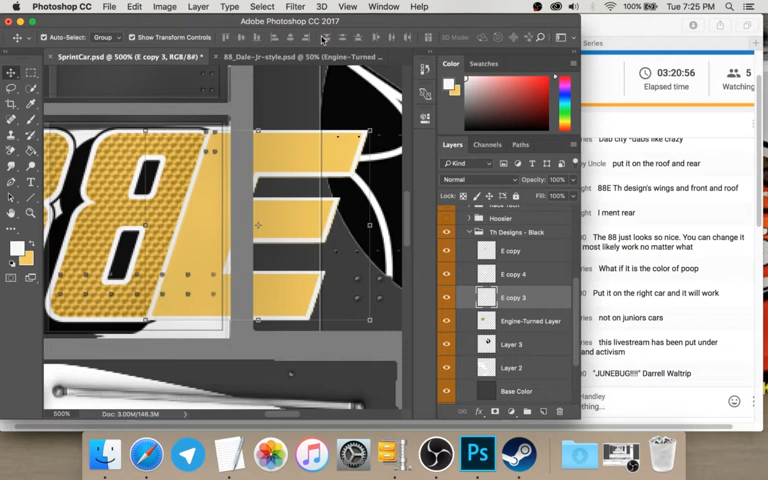 Photoshop File Edit Image Layer Type Select Filter 3D View Window Help 100% Tue 7:25 PM
Adobe Photoshop CC 2017
Auto-Select: Group Show Transform Controls 3D Mode:
SprintCar.psd @ 500% (E copy 3, RGB/8#) * 88_Dale-Jr-style.psd @ 50% (Engine-Turned ...
88E
500% Doc: 3.00M/146.3M
Color Swatches
Layers Channels Paths
Kind
Normal Opacity: 100%
Lock: Fill: 100%
Hoosier
Th Designs - Black
E copy
E copy 4
E copy 3
Engine-Turned Layer
Layer 3
Layer 2
Base Color
fx
Series
03:20:56
Elapsed time
5
Watching
Dab city *dabs like crazy
Uncle put it on the roof and rear
88E Th design's wings and front and roof
I ment rear
The 88 just looks so nice. You can change it
most likely work no matter what
What if it is the color of poop
Put it on the right car and it will work
not on juniors cars
this livestream has been put under
and activism
"JUNEBUG!!!!" Darrell Waltrip
Handley
thing...
Ps